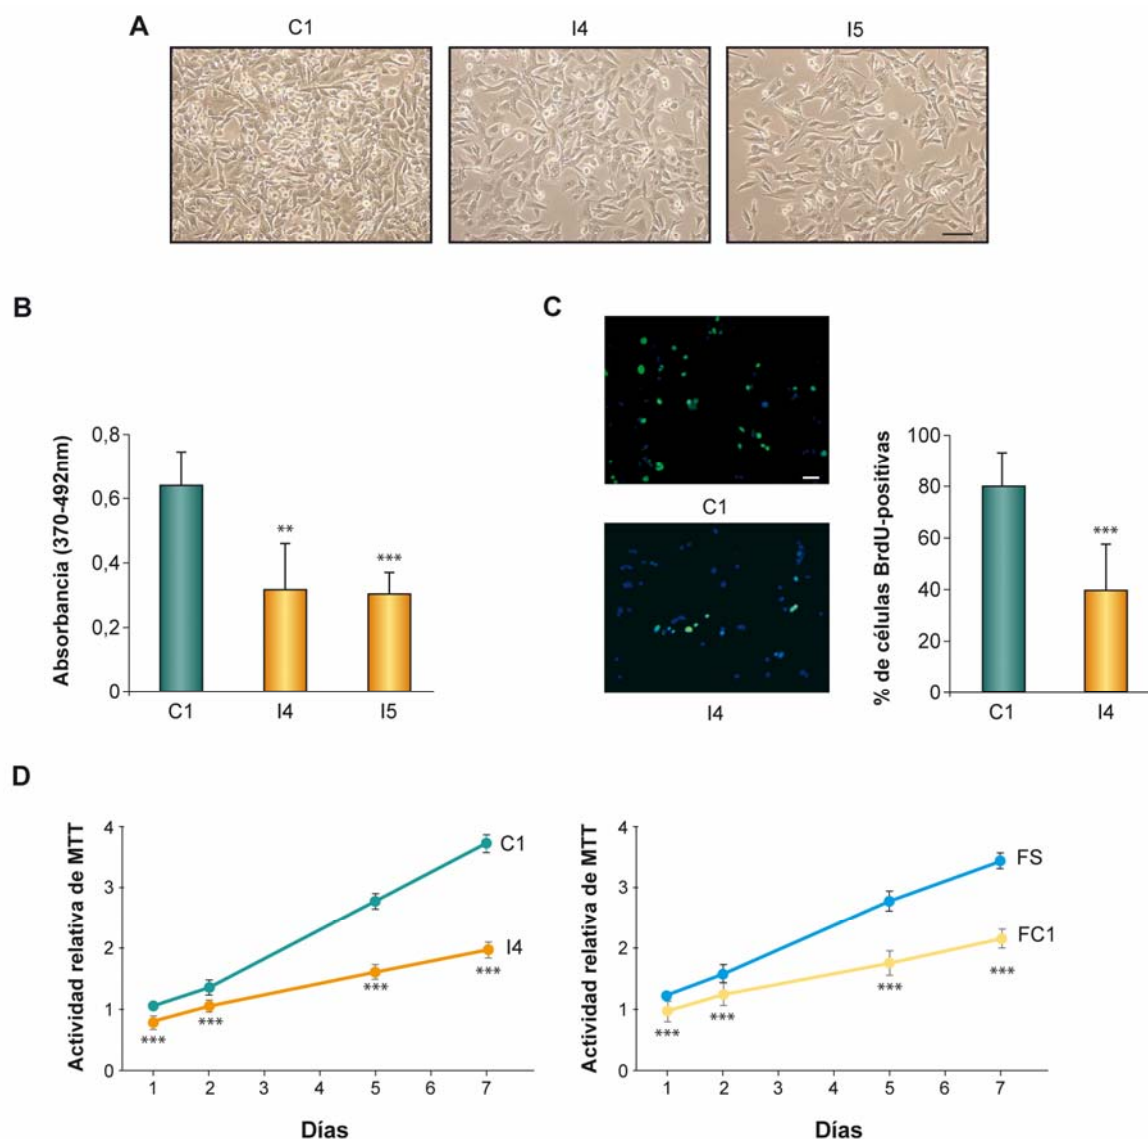 A
C1
I4
I5
B
Absorbancia (370-492nm)
0,8
0,6
0,4
0,2
0
**
***
C1
I4
I5
C
C1
I4
% de células BrdU-positivas
100
80
60
40
20
0
***
C1
I4
D
Actividad relativa de MTT
4
3
2
1
0
C1
I4
***
***
***
***
1 2 3 4 5 6 7
Días
Actividad relativa de MTT
4
3
2
1
0
FS
FC1
***
***
***
***
1 2 3 4 5 6 7
Días